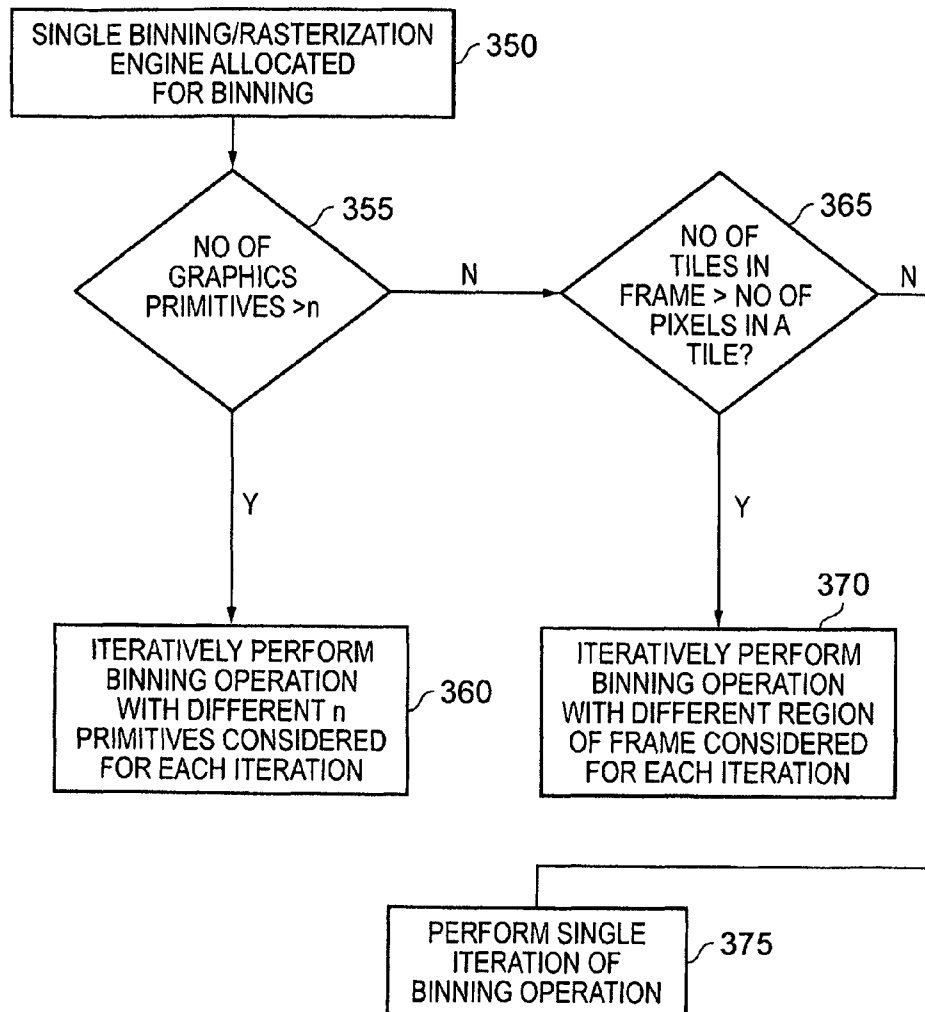 SINGLE BINNING/RASTERIZATION
ENGINE ALLOCATED
FOR BINNING
350
355
NO OF
GRAPHICS
PRIMITIVES >n
N
365
NO OF
TILES IN
FRAME > NO OF
PIXELS IN A
TILE?
N
Y
Y
ITERATIVELY PERFORM
BINNING OPERATION
WITH DIFFERENT n
PRIMITIVES CONSIDERED
FOR EACH ITERATION
360
370
ITERATIVELY PERFORM
BINNING OPERATION
WITH DIFFERENT REGION
OF FRAME CONSIDERED
FOR EACH ITERATION
PERFORM SINGLE
ITERATION OF
BINNING OPERATION
375